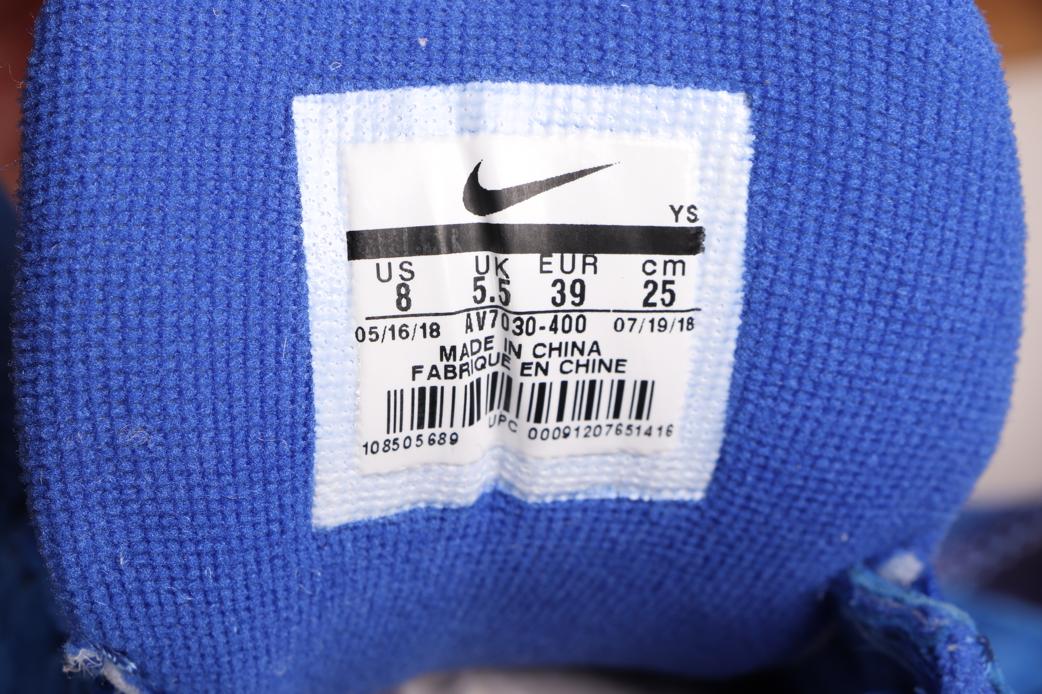 YS
US UK EUR cm
8 5.5 39 25
05/16/18 AV7030-400 07/19/18
MADE IN CHINA
FABRIQUE EN CHINE
108505689 UPC 00091207651416